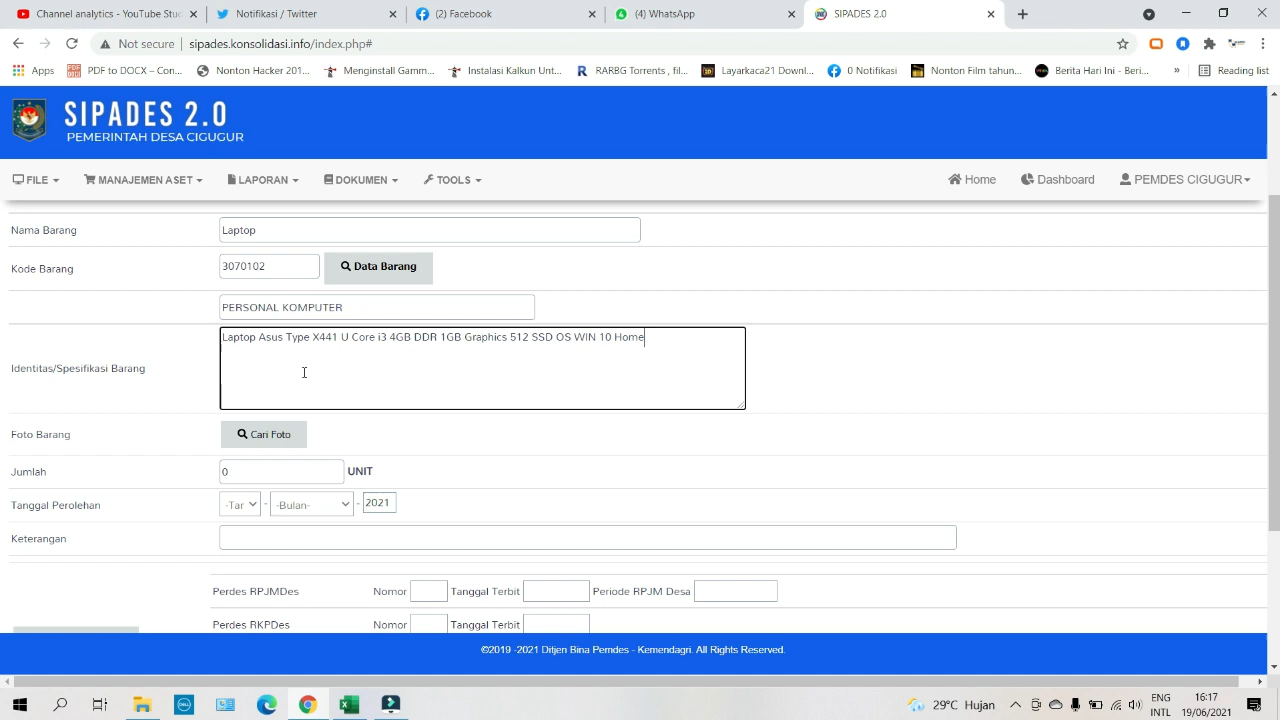 Channel analytics - YouTube Stu
Notifikasi / Twitter
(2) Facebook
(4) WhatsApp
SIPADES 2.0
Not secure
sipades.konsolidasi.info/index.php#
Apps
PDF to DOCX – Con...
Nonton Hacker 201...
Menginstall Gamm...
Instalasi Kalkun Unt...
RARBG Torrents , fil...
Layarkaca21 Downl...
0 Notifikasi
Nonton Film tahun...
Berita Hari Ini - Beri...
»
Reading list
SIPADES 2.0
PEMERINTAH DESA CIGUGUR
FILE
MANAJEMEN ASET
LAPORAN
DOKUMEN
TOOLS
Home
Dashboard
PEMDES CIGUGUR
Nama Barang
Laptop
Kode Barang
3070102
Data Barang
PERSONAL KOMPUTER
Identitas/Spesifikasi Barang
Laptop Asus Type X441 U Core i3 4GB DDR 1GB Graphics 512 SSD OS WIN 10 Home
Foto Barang
Cari Foto
Jumlah
0
UNIT
Tanggal Perolehan
-Tar
-
-Bulan-
-
2021
Keterangan
Perdes RPJMDes
Nomor
Tanggal Terbit
Periode RPJM Desa
Perdes RKPDes
Nomor
Tanggal Terbit
©2019 -2021 Ditjen Bina Pemdes - Kemendagri. All Rights Reserved.
29°C Hujan
ENG
INTL
16:17
19/06/2021